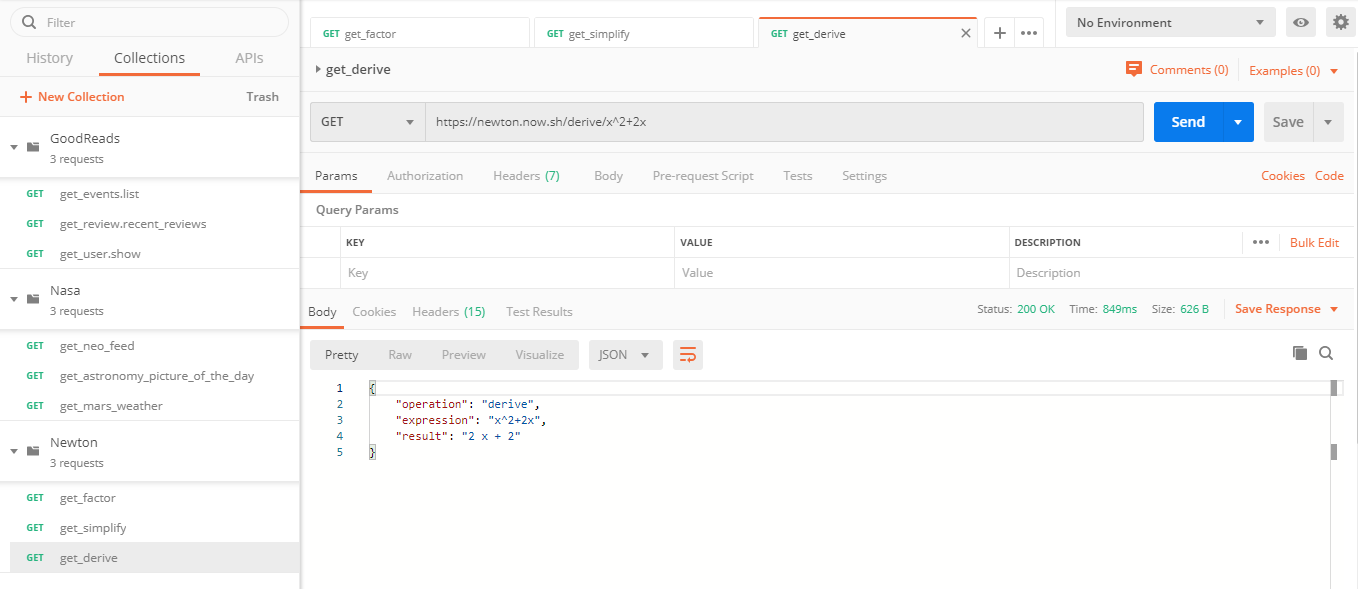 Filter
History Collections APIs
+ New Collection Trash
GoodReads
3 requests
GET get_events.list
GET get_review.recent_reviews
GET get_user.show
Nasa
3 requests
GET get_neo_feed
GET get_astronomy_picture_of_the_day
GET get_mars_weather
Newton
3 requests
GET get_factor
GET get_simplify
GET get_derive
GET get_factor GET get_simplify GET get_derive
No Environment
get_derive
Comments (0) Examples (0)
GET https://newton.now.sh/derive/x^2+2x Send Save
Params Authorization Headers (7) Body Pre-request Script Tests Settings Cookies Code
Query Params
KEY VALUE DESCRIPTION Bulk Edit
Key Value Description
Body Cookies Headers (15) Test Results Status: 200 OK Time: 849ms Size: 626 B Save Response
Pretty Raw Preview Visualize JSON
1 {
2 "operation": "derive",
3 "expression": "x^2+2x",
4 "result": "2 x + 2"
5 }